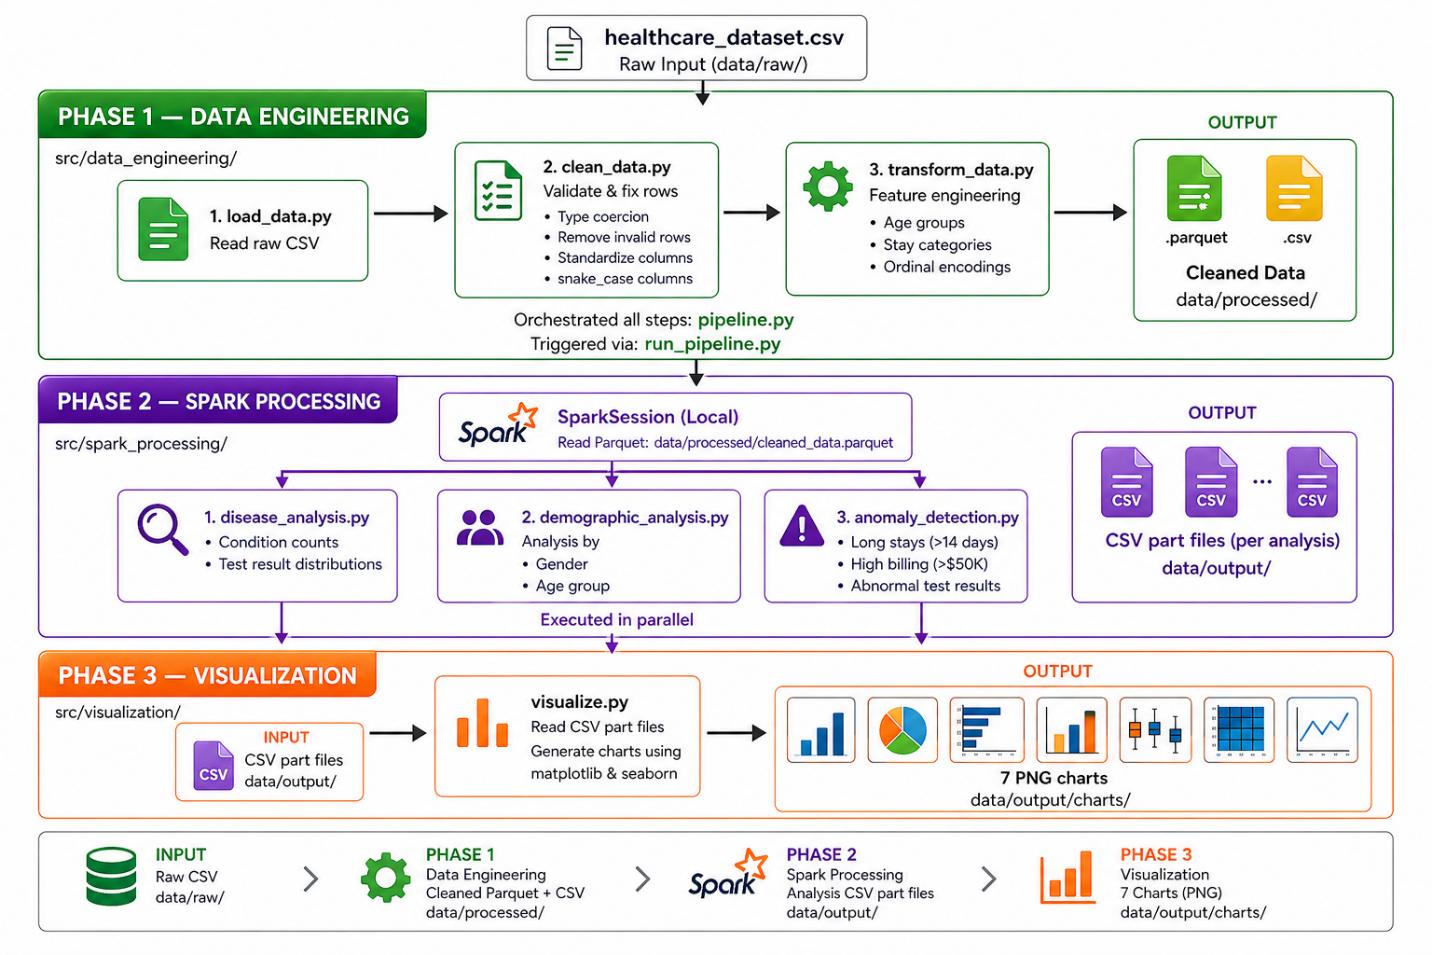 healthcare_dataset.csv
Raw Input (data/raw/)
PHASE 1 — DATA ENGINEERING
src/data_engineering/
1. load_data.py
Read raw CSV
2. clean_data.py
Validate & fix rows
• Type coercion
• Remove invalid rows
• Standardize columns
• snake_case columns
3. transform_data.py
Feature engineering
• Age groups
• Stay categories
• Ordinal encodings
OUTPUT
.parquet
.csv
Cleaned Data
data/processed/
Orchestrated all steps: pipeline.py
Triggered via: run_pipeline.py
PHASE 2 — SPARK PROCESSING
src/spark_processing/
Spark
SparkSession (Local)
Read Parquet: data/processed/cleaned_data.parquet
1. disease_analysis.py
• Condition counts
• Test result distributions
2. demographic_analysis.py
Analysis by
• Gender
• Age group
3. anomaly_detection.py
• Long stays (>14 days)
• High billing (>$50K)
• Abnormal test results
Executed in parallel
OUTPUT
CSV
CSV
...
CSV
CSV part files (per analysis)
data/output/
PHASE 3 — VISUALIZATION
src/visualization/
INPUT
CSV
CSV part files
data/output/
visualize.py
Read CSV part files
Generate charts using
matplotlib & seaborn
OUTPUT
7 PNG charts
data/output/charts/
INPUT
Raw CSV
data/raw/
PHASE 1
Data Engineering
Cleaned Parquet + CSV
data/processed/
Spark
PHASE 2
Spark Processing
Analysis CSV part files
data/output/
PHASE 3
Visualization
7 Charts (PNG)
data/output/charts/